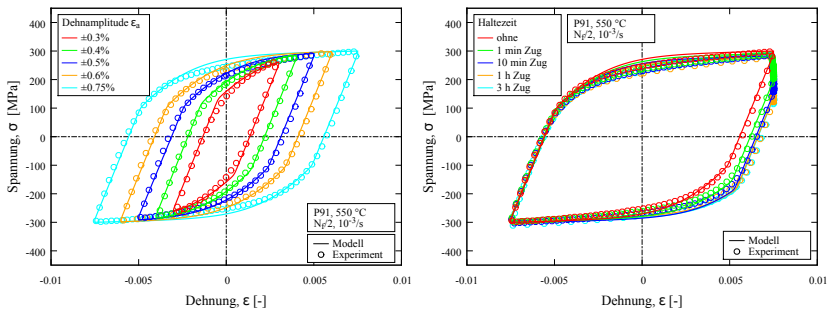 Dehnamplitude εa
±0.3%
±0.4%
±0.5%
±0.6%
±0.75%
400
300
200
100
0
-100
-200
-300
-400
Spannung, σ [MPa]
P91, 550 °C
Nf/2, 10-3/s
Modell
Experiment
-0.01
-0.005
0
0.005
0.01
Dehnung, ε [-]
Haltezeit
ohne
1 min Zug
10 min Zug
1 h Zug
3 h Zug
P91, 550 °C
Nf/2, 10-3/s
400
300
200
100
0
-100
-200
-300
-400
Spannung, σ [MPa]
Modell
Experiment
-0.01
-0.005
0
0.005
0.01
Dehnung, ε [-]